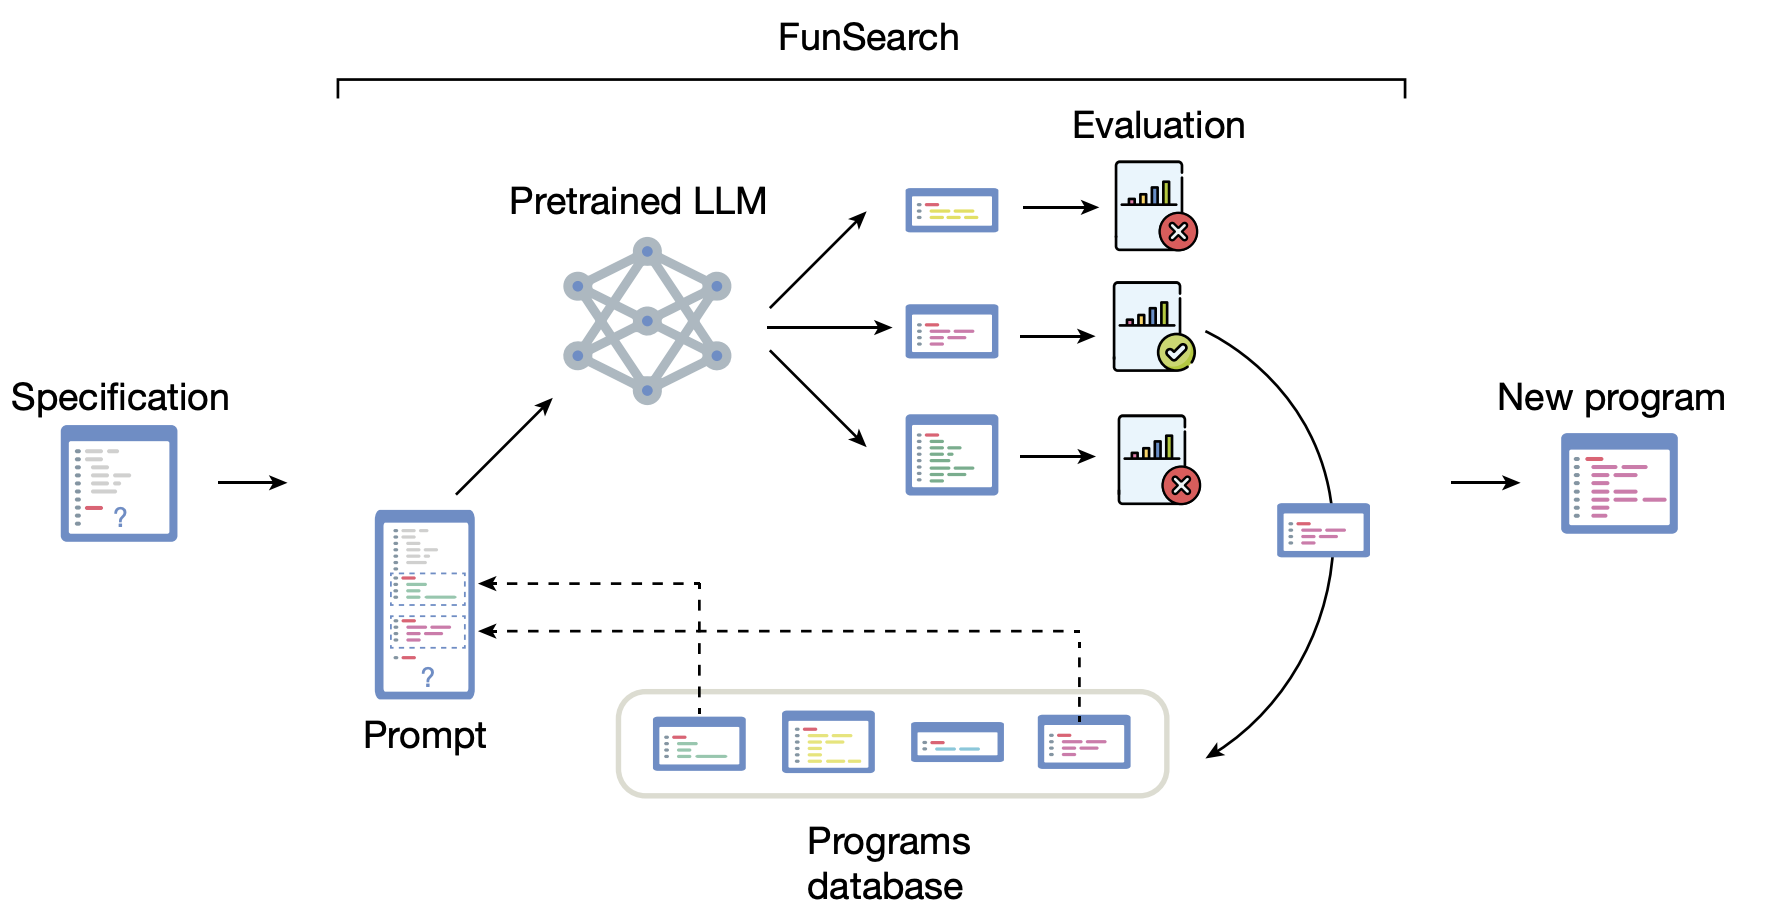 FunSearch
Evaluation
Pretrained LLM
Specification
?
New program
?
Prompt
Programs
database